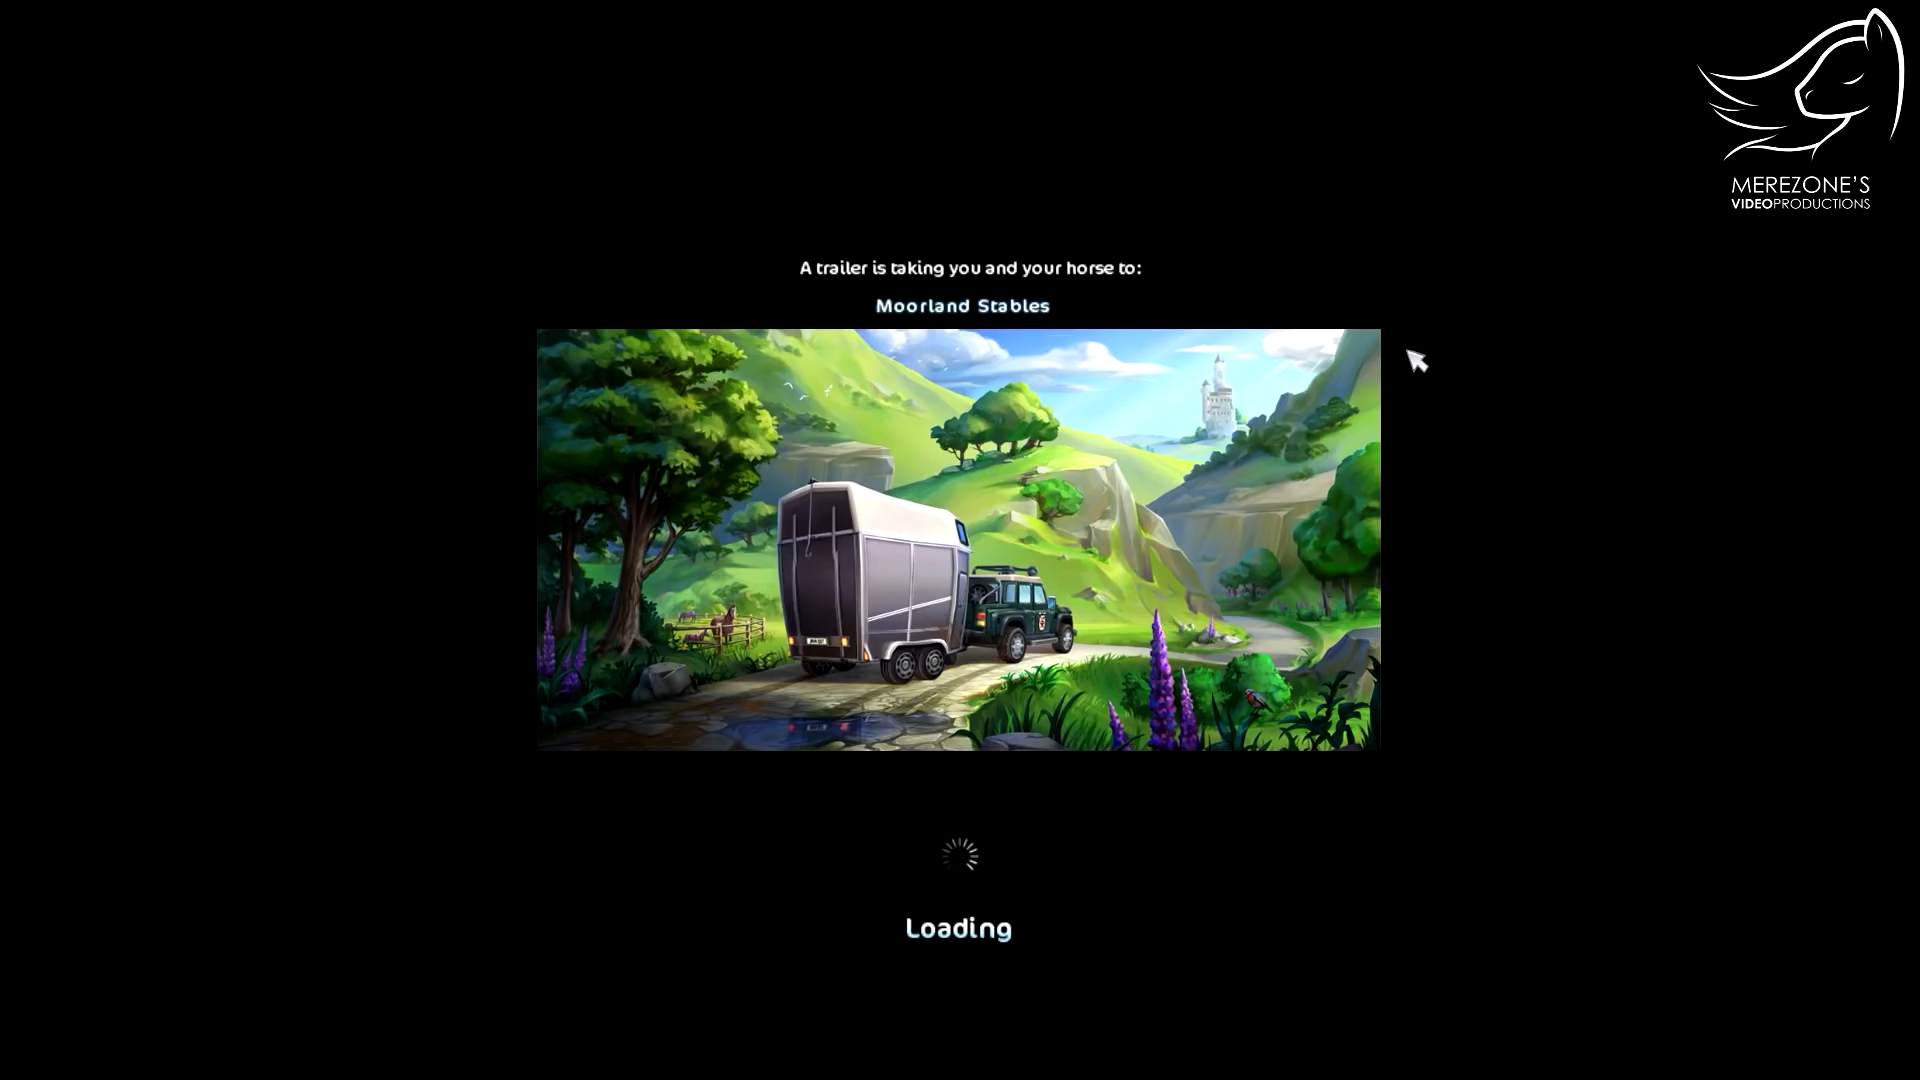 MEREZONE'S
VIDEOPRODUCTIONS
A trailer is taking you and your horse to:
Moorland Stables
Loading